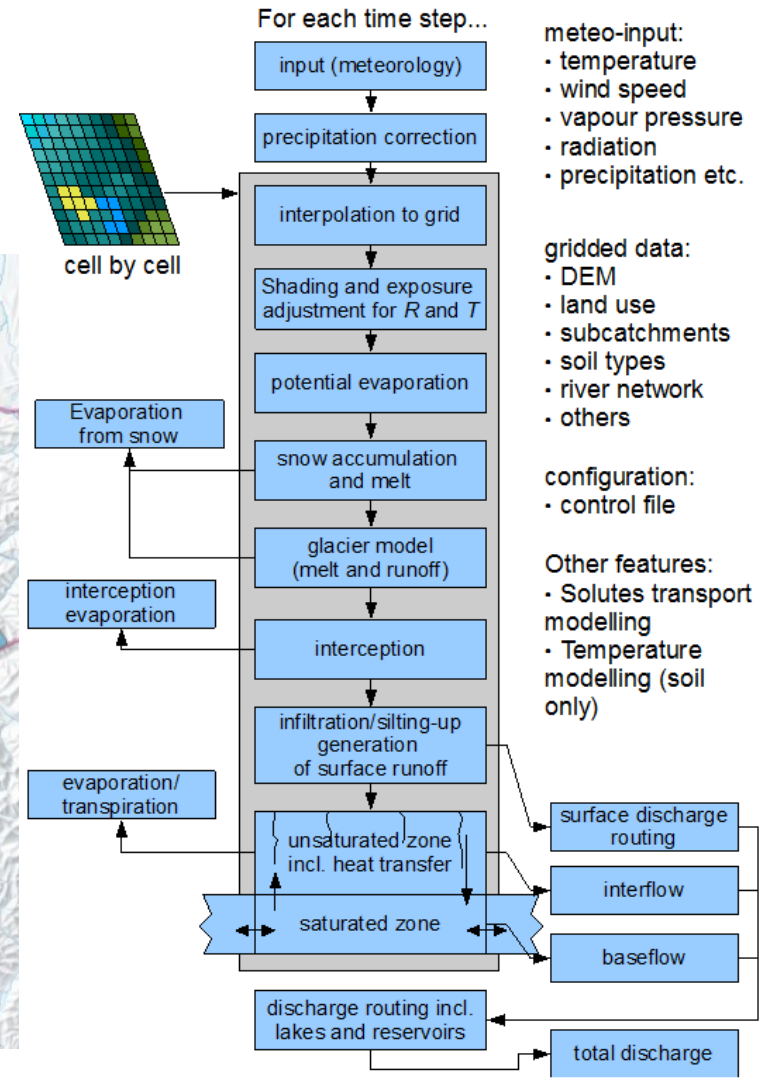 For each time step...
input (meteorology)
precipitation correction
cell by cell
interpolation to grid
Shading and exposure
adjustment for R and T
potential evaporation
Evaporation
from snow
snow accumulation
and melt
glacier model
(melt and runoff)
interception
evaporation
interception
infiltration/silting-up
generation
of surface runoff
evaporation/
transpiration
unsaturated zone
incl. heat transfer
saturated zone
surface discharge
routing
interflow
baseflow
discharge routing incl.
lakes and reservoirs
total discharge
meteo-input:
· temperature
· wind speed
· vapour pressure
· radiation
· precipitation etc.
gridded data:
· DEM
· land use
· subcatchments
· soil types
· river network
· others
configuration:
· control file
Other features:
· Solutes transport
modelling
· Temperature
modelling (soil
only)